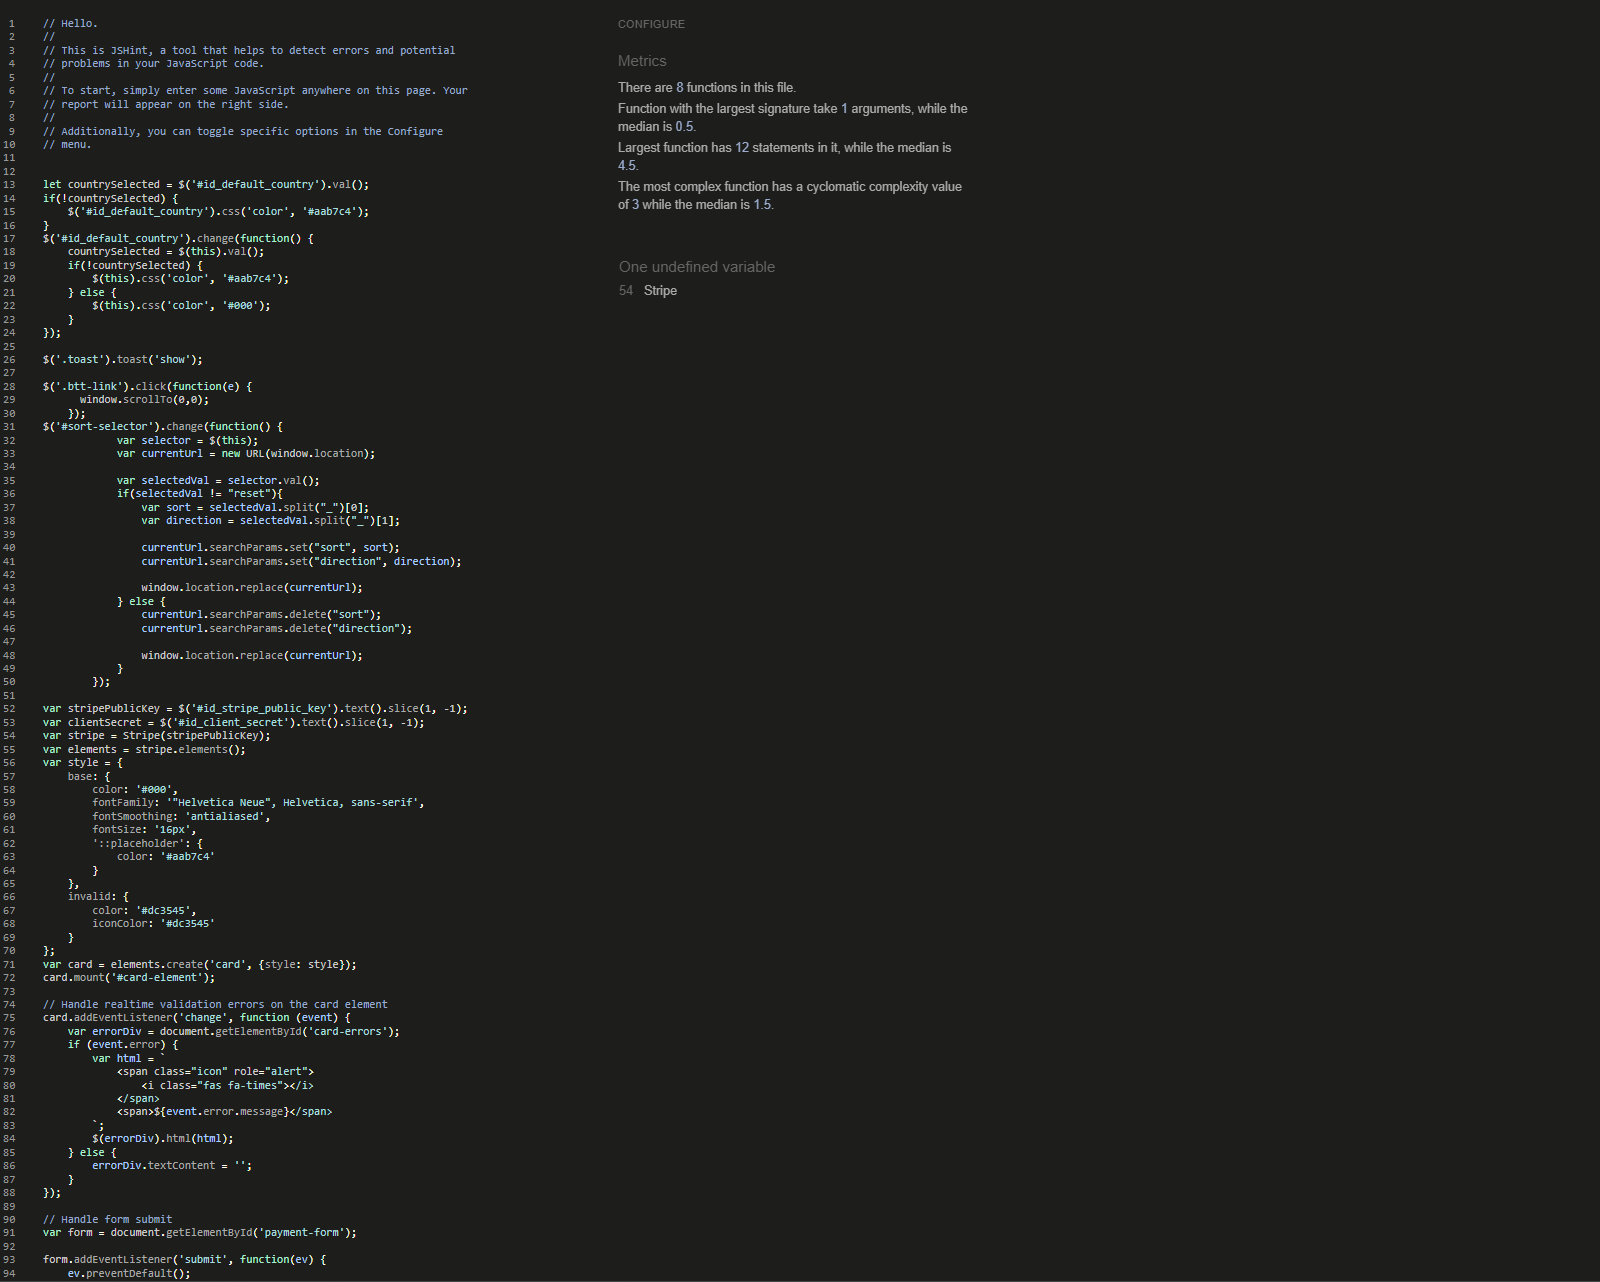 1 // Hello.
2 //
3 // This is JSHint, a tool that helps to detect errors and potential
4 // problems in your JavaScript code.
5 //
6 // To start, simply enter some JavaScript anywhere on this page. Your
7 // report will appear on the right side.
8 //
9 // Additionally, you can toggle specific options in the Configure
10 // menu.
11
12
13 let countrySelected = $('#id_default_country').val();
14 if(!countrySelected) {
15     $('#id_default_country').css('color', '#aab7c4');
16 }
17 $('#id_default_country').change(function() {
18     countrySelected = $(this).val();
19     if(!countrySelected) {
20         $(this).css('color', '#aab7c4');
21     } else {
22         $(this).css('color', '#000');
23     }
24 });
25
26 $('.toast').toast('show');
27
28 $('.btt-link').click(function(e) {
29       window.scrollTo(0,0);
30     });
31 $('#sort-selector').change(function() {
32             var selector = $(this);
33             var currentUrl = new URL(window.location);
34
35             var selectedVal = selector.val();
36             if(selectedVal != "reset"){
37                 var sort = selectedVal.split("_")[0];
38                 var direction = selectedVal.split("_")[1];
39
40                 currentUrl.searchParams.set("sort", sort);
41                 currentUrl.searchParams.set("direction", direction);
42
43                 window.location.replace(currentUrl);
44             } else {
45                 currentUrl.searchParams.delete("sort");
46                 currentUrl.searchParams.delete("direction");
47
48                 window.location.replace(currentUrl);
49             }
50         });
51
52 var stripePublicKey = $('#id_stripe_public_key').text().slice(1, -1);
53 var clientSecret = $('#id_client_secret').text().slice(1, -1);
54 var stripe = Stripe(stripePublicKey);
55 var elements = stripe.elements();
56 var style = {
57     base: {
58         color: '#000',
59         fontFamily: '"Helvetica Neue", Helvetica, sans-serif',
60         fontSmoothing: 'antialiased',
61         fontSize: '16px',
62         '::placeholder': {
63             color: '#aab7c4'
64         }
65     },
66     invalid: {
67         color: '#dc3545',
68         iconColor: '#dc3545'
69     }
70 };
71 var card = elements.create('card', {style: style});
72 card.mount('#card-element');
73
74 // Handle realtime validation errors on the card element
75 card.addEventListener('change', function (event) {
76     var errorDiv = document.getElementById('card-errors');
77     if (event.error) {
78         var html = `
79             <span class="icon" role="alert">
80                 <i class="fas fa-times"></i>
81             </span>
82             <span>${event.error.message}</span>
83         `;
84         $(errorDiv).html(html);
85     } else {
86         errorDiv.textContent = '';
87     }
88 });
89
90 // Handle form submit
91 var form = document.getElementById('payment-form');
92
93 form.addEventListener('submit', function(ev) {
94     ev.preventDefault();
CONFIGURE
Metrics
There are 8 functions in this file.
Function with the largest signature take 1 arguments, while the
median is 0.5.
Largest function has 12 statements in it, while the median is
4.5.
The most complex function has a cyclomatic complexity value
of 3 while the median is 1.5.
One undefined variable
54 Stripe